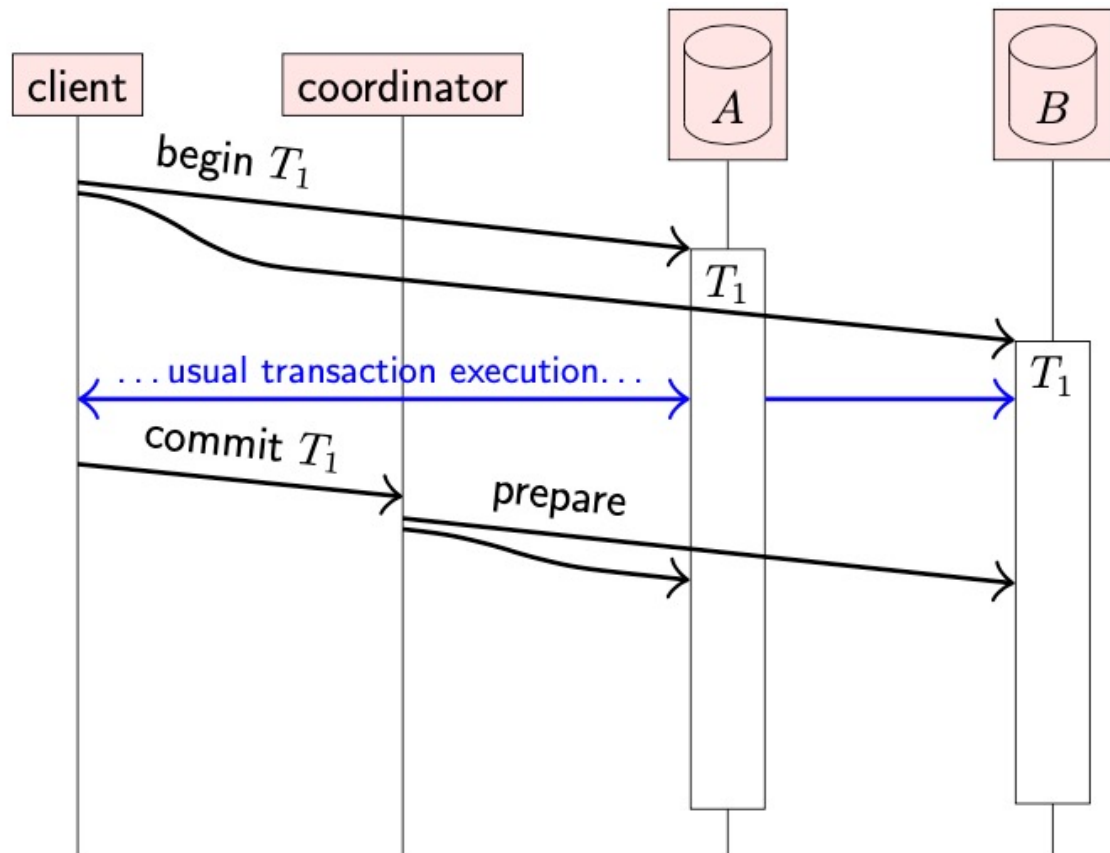 client
coordinator
A
B
begin T₁
T₁
T₁
...usual transaction execution...
commit T₁
prepare